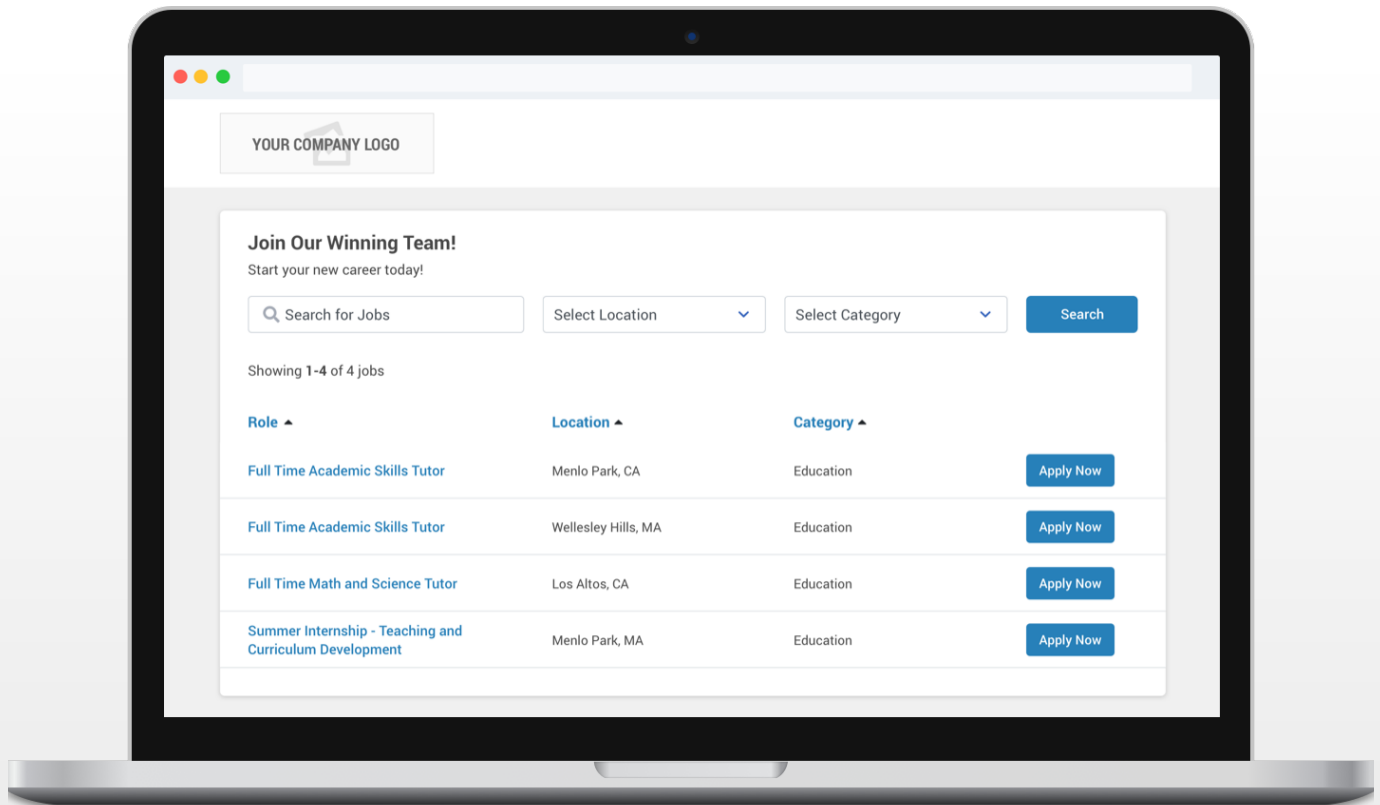 YOUR COMPANY LOGO
Join Our Winning Team!
Start your new career today!
Search for Jobs
Select Location
Select Category
Search
Showing 1-4 of 4 jobs
Role
Location
Category
Full Time Academic Skills Tutor
Menlo Park, CA
Education
Apply Now
Full Time Academic Skills Tutor
Wellesley Hills, MA
Education
Apply Now
Full Time Math and Science Tutor
Los Altos, CA
Education
Apply Now
Summer Internship - Teaching and
Curriculum Development
Menlo Park, MA
Education
Apply Now